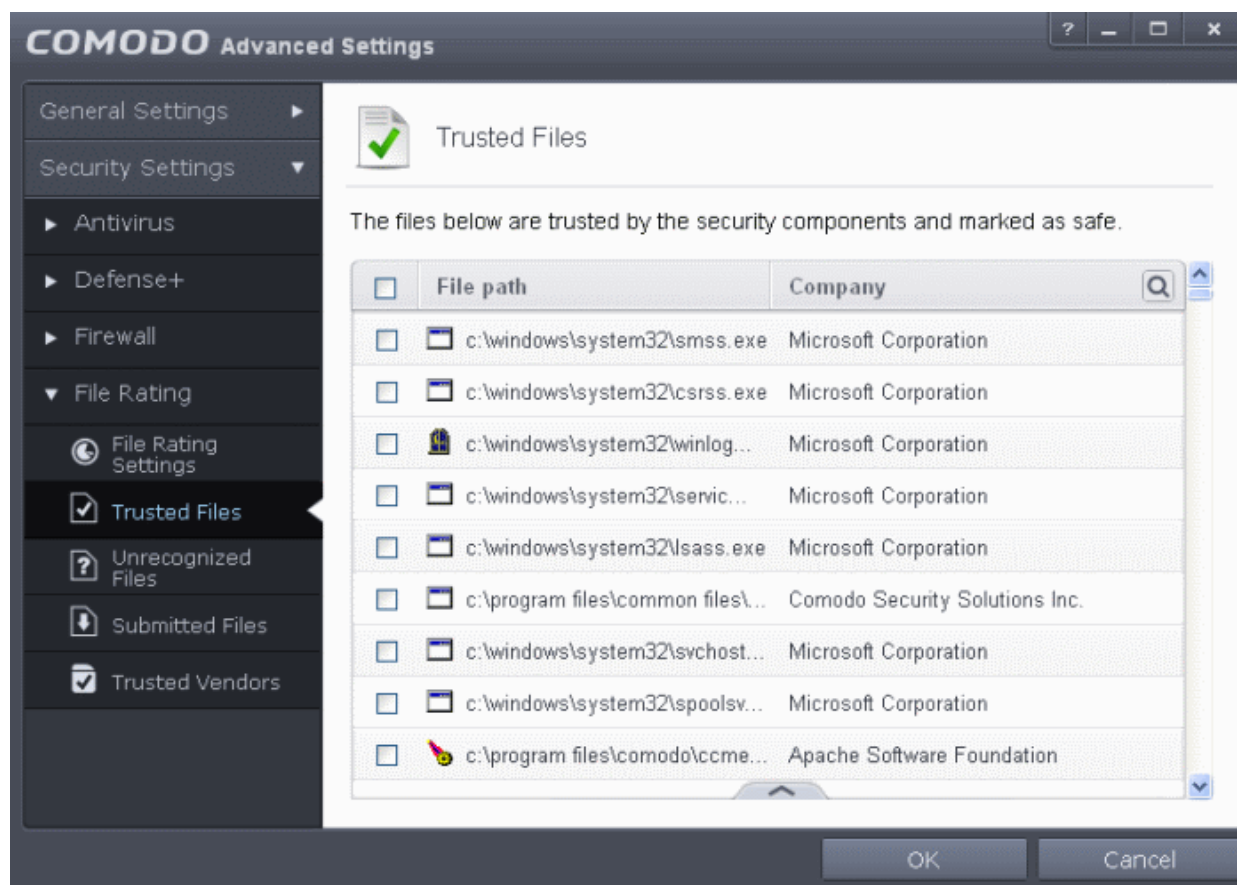 COMODO Advanced Settings
?
General Settings
Security Settings
Antivirus
Defense+
Firewall
File Rating
File Rating
Settings
Trusted Files
Unrecognized
Files
Submitted Files
Trusted Vendors
Trusted Files
The files below are trusted by the security components and marked as safe.
File path Company
c:\windows\system32\smss.exe Microsoft Corporation
c:\windows\system32\csrss.exe Microsoft Corporation
c:\windows\system32\winlog... Microsoft Corporation
c:\windows\system32\servic... Microsoft Corporation
c:\windows\system32\lsass.exe Microsoft Corporation
c:\program files\common files\... Comodo Security Solutions Inc.
c:\windows\system32\svchost... Microsoft Corporation
c:\windows\system32\spoolsv... Microsoft Corporation
c:\program files\comodo\ccme... Apache Software Foundation
OK Cancel